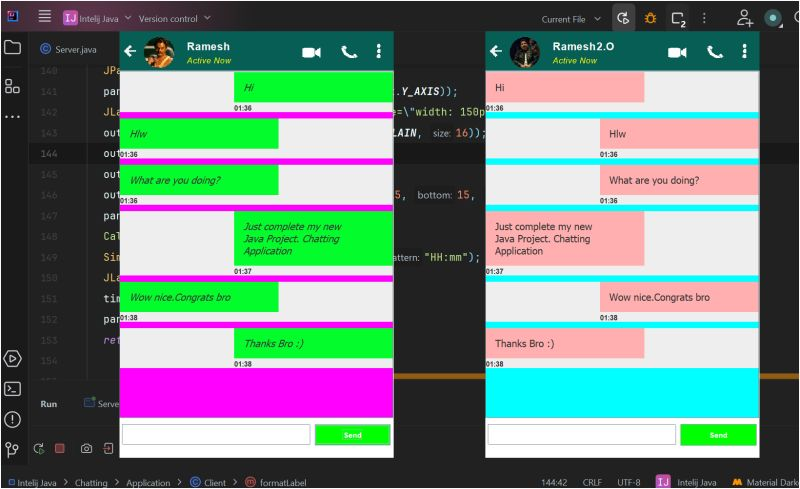 IJ Intelij Java Version control Current File
Server.java
Ramesh
Active Now
Hi
01:36
Hlw
01:36
What are you doing?
01:36
Just complete my new
Java Project. Chatting
Application
01:37
Wow nice.Congrats bro
01:38
Thanks Bro :)
01:38
Send
Ramesh2.O
Active Now
Hi
01:36
Hlw
01:36
What are you doing?
01:36
Just complete my new
Java Project. Chatting
Application
01:37
Wow nice.Congrats bro
01:38
Thanks Bro :)
01:38
Send
140 JPa
141 par .Y_AXIS));
142 JLa e=\"width: 150p
143 out LAIN, size: 16));
144 out
145 out
146 out 5, bottom: 15,
147 par
148 Cal
149 Sim attern: "HH:mm");
150 JLa
151 tim
152 par
153 ret
154
Run Serve
Intelij Java > Chatting > Application > Client > formatLabel 144:42 CRLF UTF-8 IJ Intelij Java Material Dark